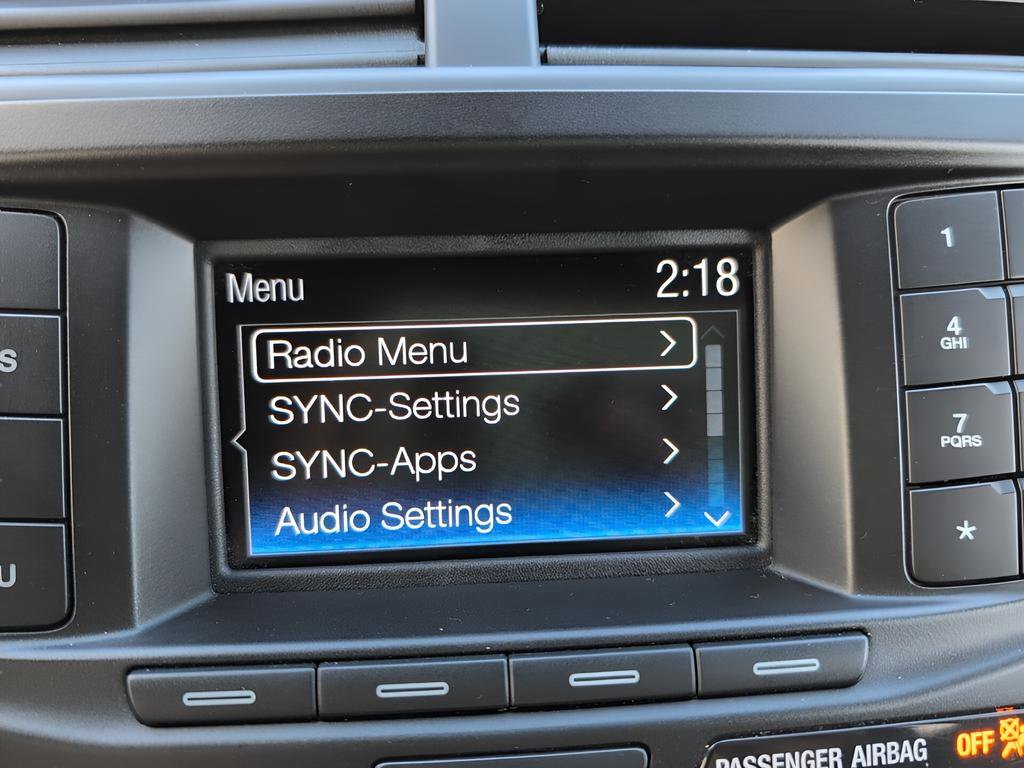 Menu 2:18
Radio Menu
SYNC-Settings
SYNC-Apps
Audio Settings
1
4
GHI
7
PQRS
*
S
U
PASSENGER AIRBAG OFF